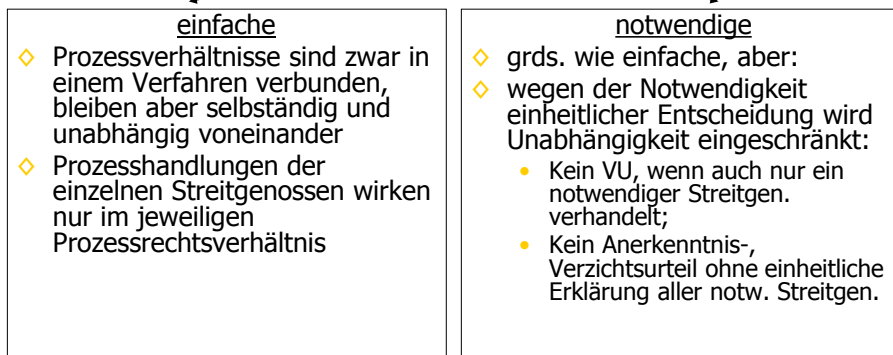 einfache
Prozessverhältnisse sind zwar in
einem Verfahren verbunden,
bleiben aber selbständig und
unabhängig voneinander
Prozesshandlungen der
einzelnen Streitgenossen wirken
nur im jeweiligen
Prozessrechtsverhältnis
notwendige
grds. wie einfache, aber:
wegen der Notwendigkeit
einheitlicher Entscheidung wird
Unabhängigkeit eingeschränkt:
Kein VU, wenn auch nur ein
notwendiger Streitgen.
verhandelt;
Kein Anerkenntnis-,
Verzichtsurteil ohne einheitliche
Erklärung aller notw. Streitgen.